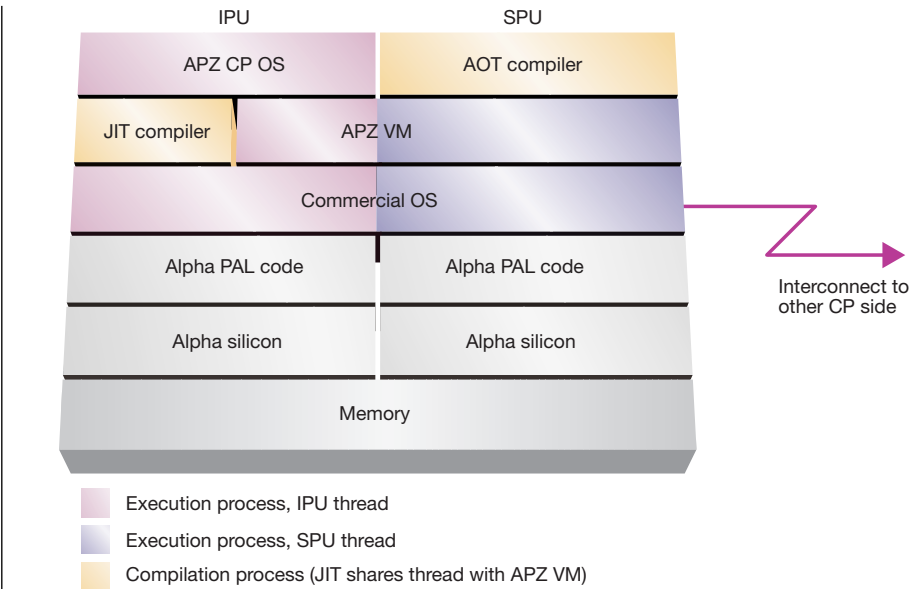 IPU
SPU
APZ CP OS
AOT compiler
JIT compiler
APZ VM
Commercial OS
Alpha PAL code
Alpha PAL code
Alpha silicon
Alpha silicon
Memory
Interconnect to
other CP side
Execution process, IPU thread
Execution process, SPU thread
Compilation process (JIT shares thread with APZ VM)